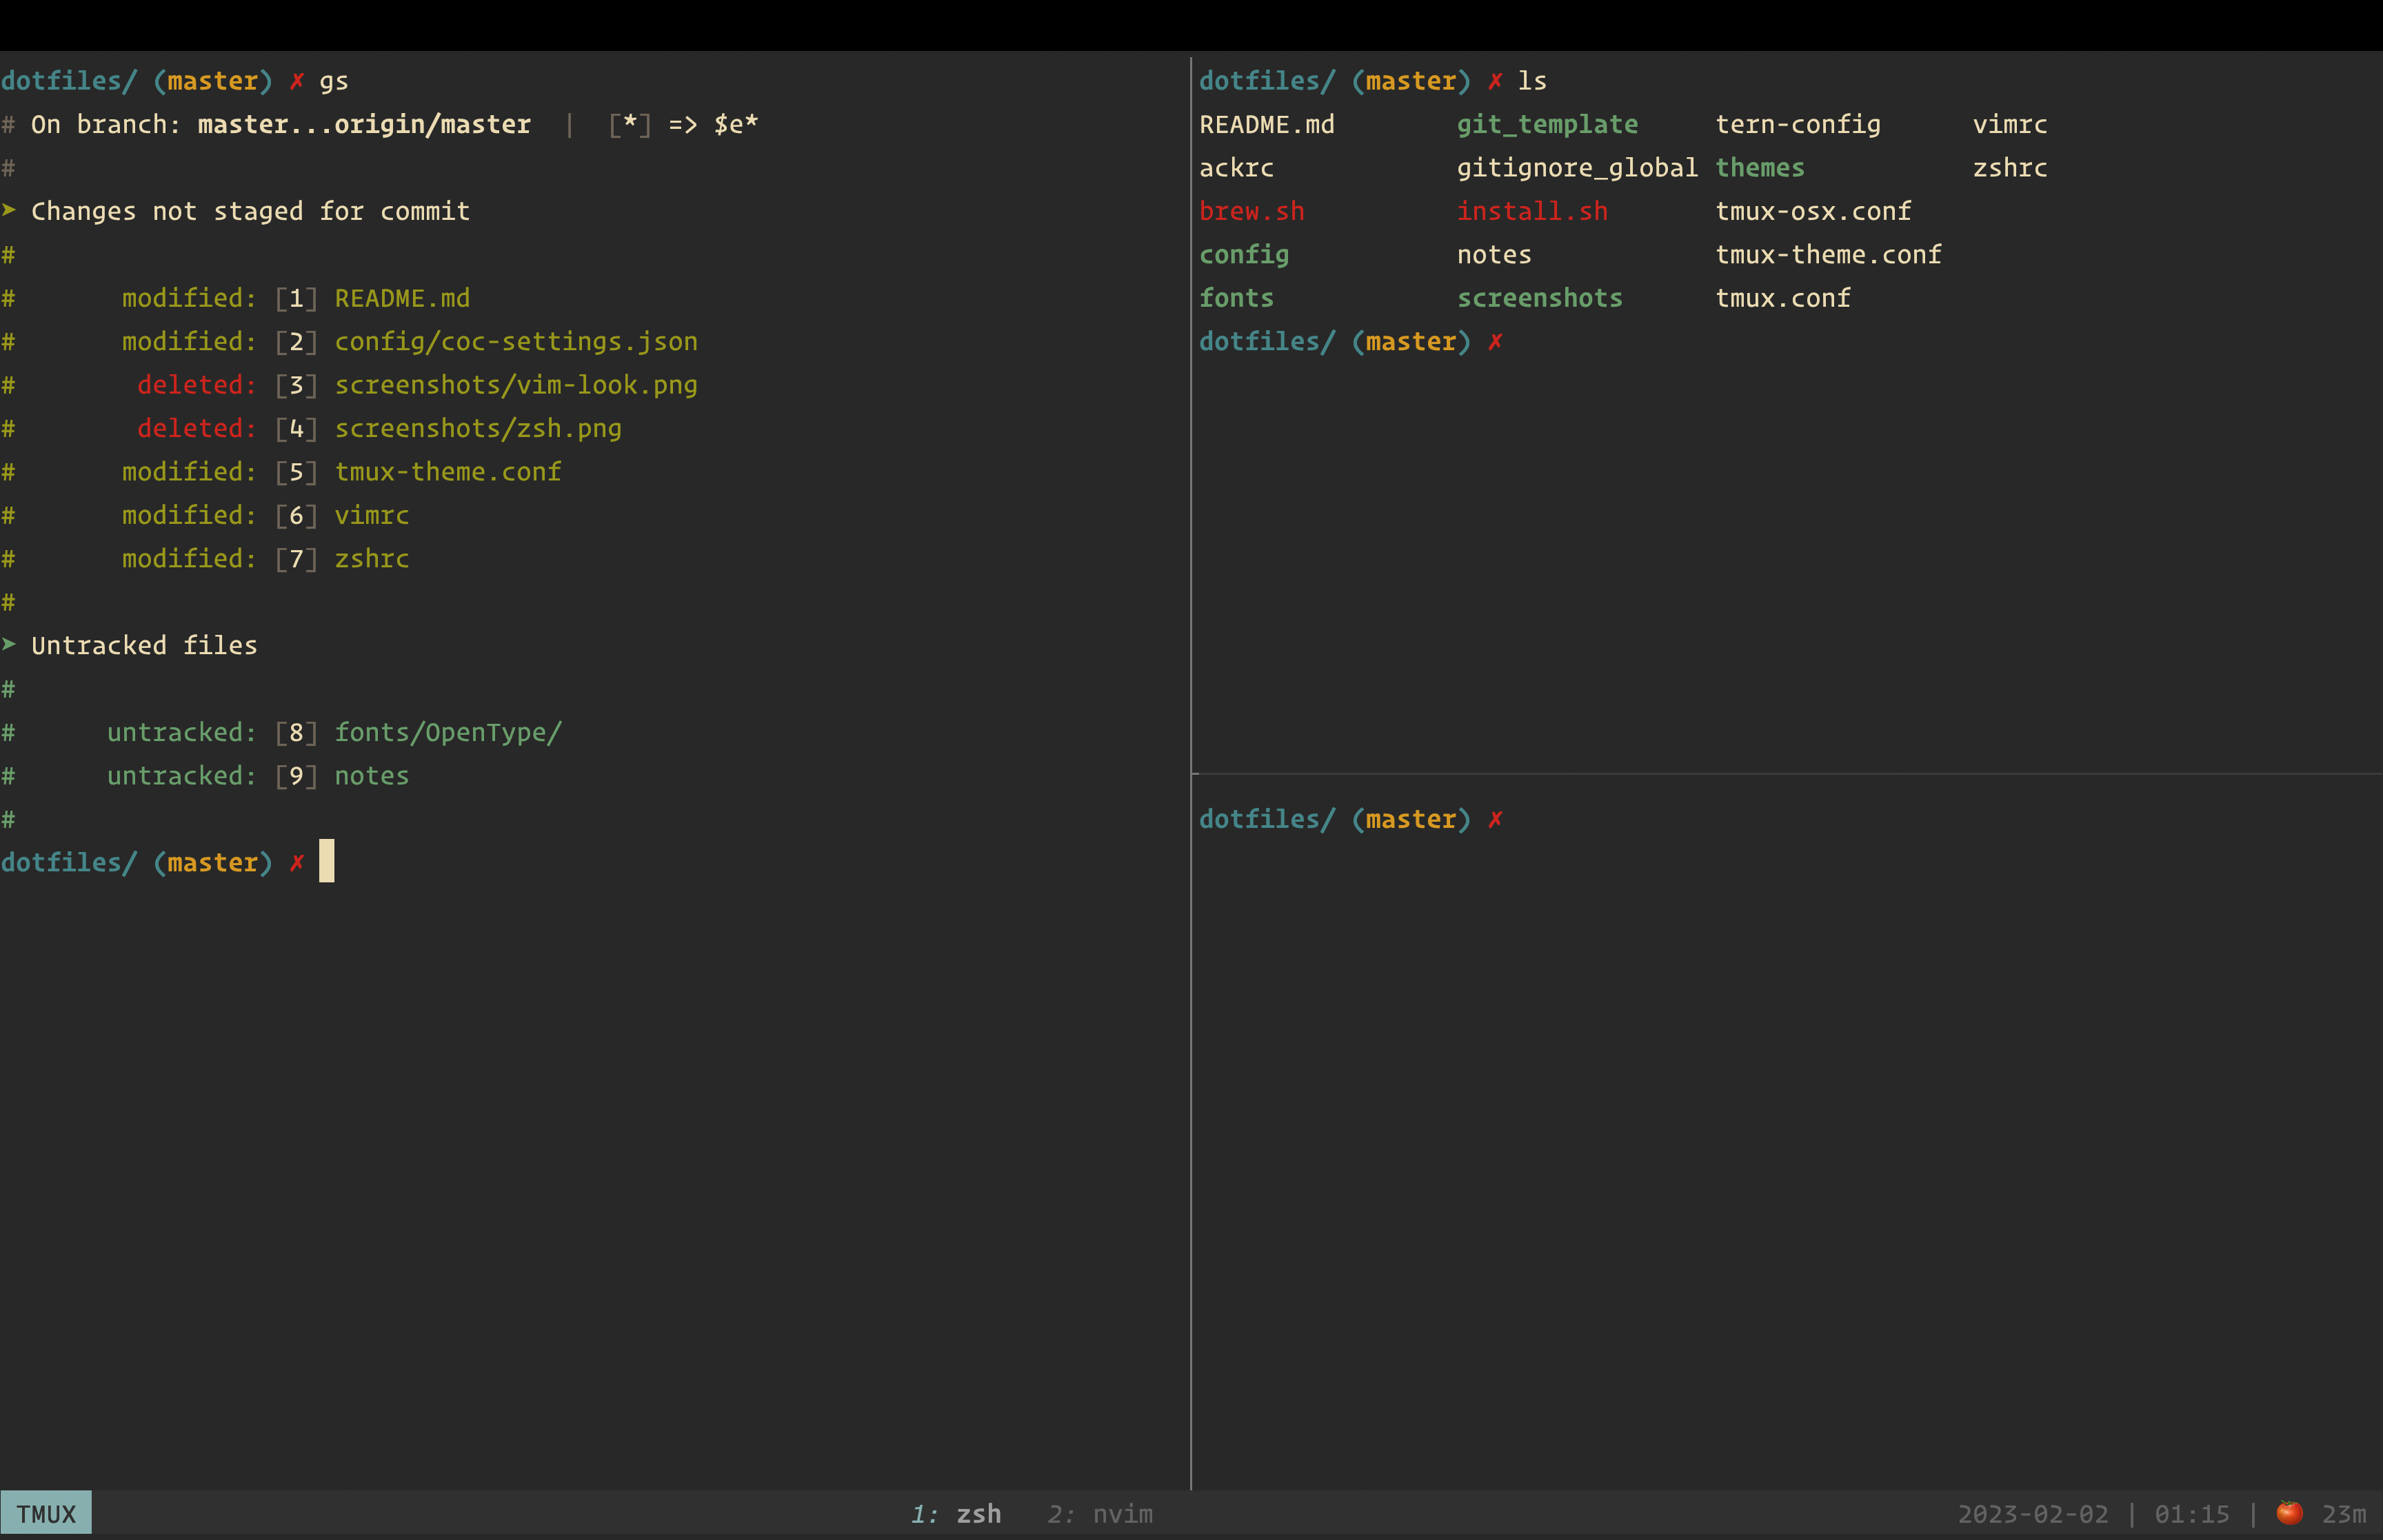 dotfiles/ (master) ✗ gs
# On branch: master...origin/master  |  [*] => $e*
#
➤ Changes not staged for commit
#
#       modified: [1] README.md
#       modified: [2] config/coc-settings.json
#        deleted: [3] screenshots/vim-look.png
#        deleted: [4] screenshots/zsh.png
#       modified: [5] tmux-theme.conf
#       modified: [6] vimrc
#       modified: [7] zshrc
#
➤ Untracked files
#
#      untracked: [8] fonts/OpenType/
#      untracked: [9] notes
#
dotfiles/ (master) ✗
dotfiles/ (master) ✗ ls
README.md        git_template     tern-config      vimrc
ackrc            gitignore_global themes           zshrc
brew.sh          install.sh       tmux-osx.conf
config           notes            tmux-theme.conf
fonts            screenshots      tmux.conf
dotfiles/ (master) ✗
dotfiles/ (master) ✗
TMUX 1: zsh 2: nvim 2023-02-02 | 01:15 | 🍅 23m